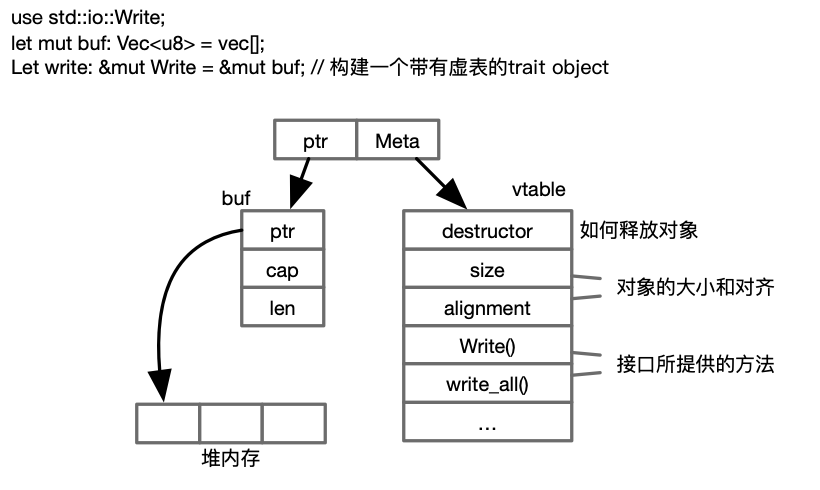 use std::io::Write;
let mut buf: Vec<u8> = vec[];
Let write: &mut Write = &mut buf; // 构建一个带有虚表的trait object
ptr
Meta
buf
vtable
ptr
cap
len
destructor
如何释放对象
size
alignment
对象的大小和对齐
Write()
write_all()
接口所提供的方法
...
堆内存